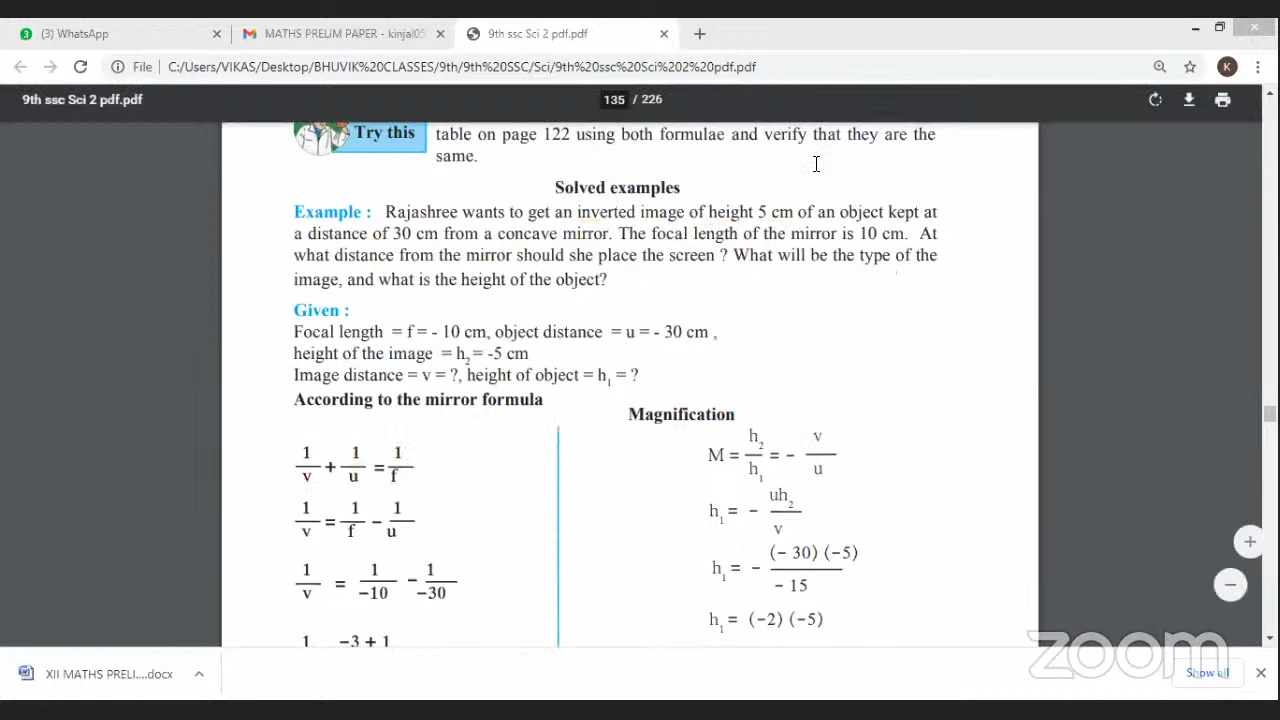 (3) WhatsApp
MATHS PRELIM PAPER - kinjal05
9th ssc Sci 2 pdf.pdf
File
C:/Users/VIKAS/Desktop/BHUVIK%20CLASSES/9th/9th%20SSC/Sci/9th%20ssc%20Sci%202%20pdf.pdf
K
9th ssc Sci 2 pdf.pdf
135 / 226
Try this
table on page 122 using both formulae and verify that they are the
same.
Solved examples
Example : Rajashree wants to get an inverted image of height 5 cm of an object kept at
a distance of 30 cm from a concave mirror. The focal length of the mirror is 10 cm. At
what distance from the mirror should she place the screen ? What will be the type of the
image, and what is the height of the object?
Given :
Focal length = f = - 10 cm, object distance = u = - 30 cm ,
height of the image = h₂ = -5 cm
Image distance = v = ?, height of object = h₁ = ?
According to the mirror formula
1/v + 1/u = 1/f
1/v = 1/f - 1/u
1/v = 1/−10 - 1/−30
1 −3 + 1
Magnification
M = h₂/h₁ = - v/u
h₁ = - uh₂/v
h₁ = - (- 30) (-5)/- 15
h₁ = (−2) (−5)
zoom
XII MATHS PRELI....docx
Show all